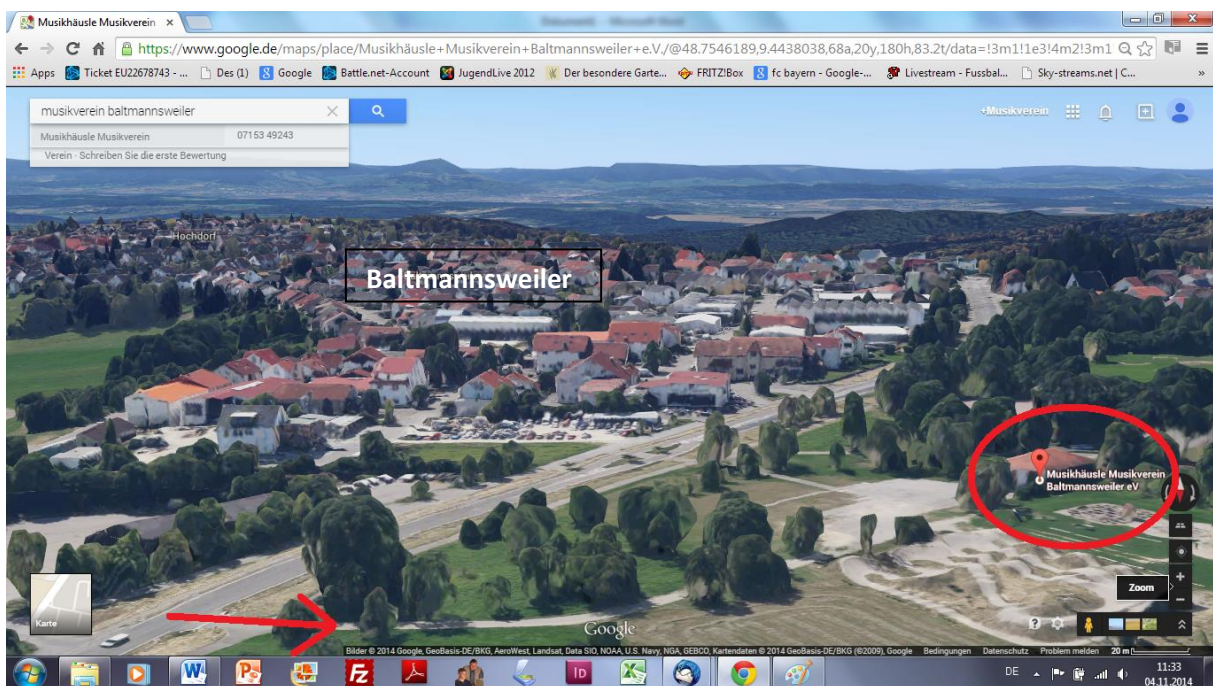 Musikhäusle Musikverein
https://www.google.de/maps/place/Musikhäusle+Musikverein+Baltmannsweiler+e.V./@48.7546189,9.4438038,68a,20y,180h,83.2t/data=!3m1!1e3!4m2!3m1
Apps Ticket EU22678743 - ... Des (1) Google Battle.net-Account JugendLive 2012 Der besondere Garte... FRITZ!Box fc bayern - Google-... Livestream - Fussbal... Sky-streams.net | C... »
musikverein baltmannsweiler
+Musikverein
Musikhäusle Musikverein 07153 49243
Verein · Schreiben Sie die erste Bewertung
Hochdorf
Baltmannsweiler
Musikhäusle Musikverein
Baltmannsweiler eV
Zoom
Karte
Google
Bilder © 2014 Google, GeoBasis-DE/BKG, AeroWest, Landsat, Data SIO, NOAA, U.S. Navy, NGA, GEBCO, Kartendaten © 2014 GeoBasis-DE/BKG (©2009), Google Bedingungen Datenschutz Problem melden 20 m
DE 11:33
04.11.2014